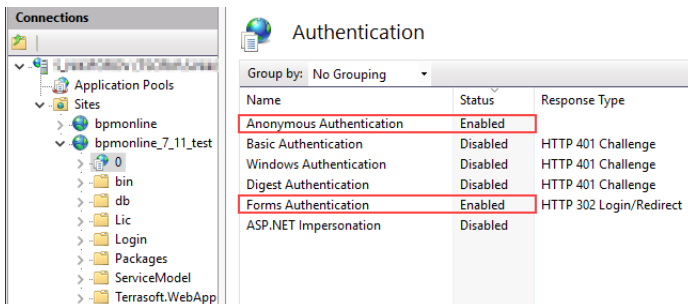 Connections
Application Pools
Sites
bpmonline
bpmonline_7_11_test
0
bin
db
Lic
Login
Packages
ServiceModel
Terrasoft.WebApp
Authentication
Group by: No Grouping
Name Status Response Type
Anonymous Authentication Enabled
Basic Authentication Disabled HTTP 401 Challenge
Windows Authentication Disabled HTTP 401 Challenge
Digest Authentication Disabled HTTP 401 Challenge
Forms Authentication Enabled HTTP 302 Login/Redirect
ASP.NET Impersonation Disabled